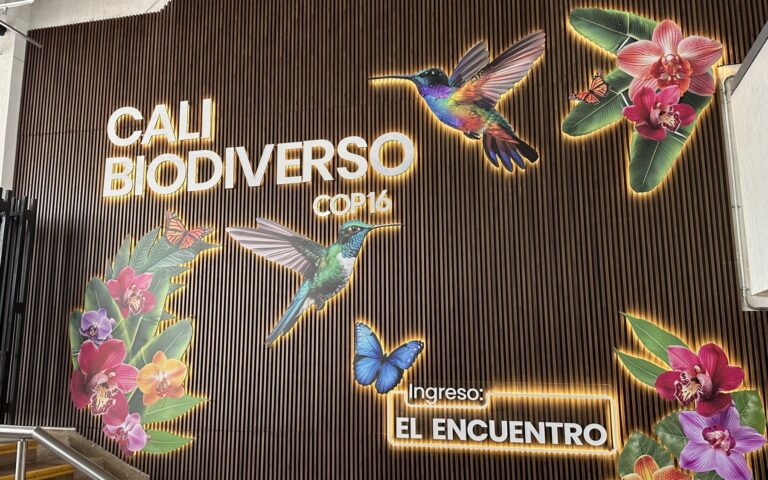 CALI
BIODIVERSO
COP16
Ingreso:
EL ENCUENTRO